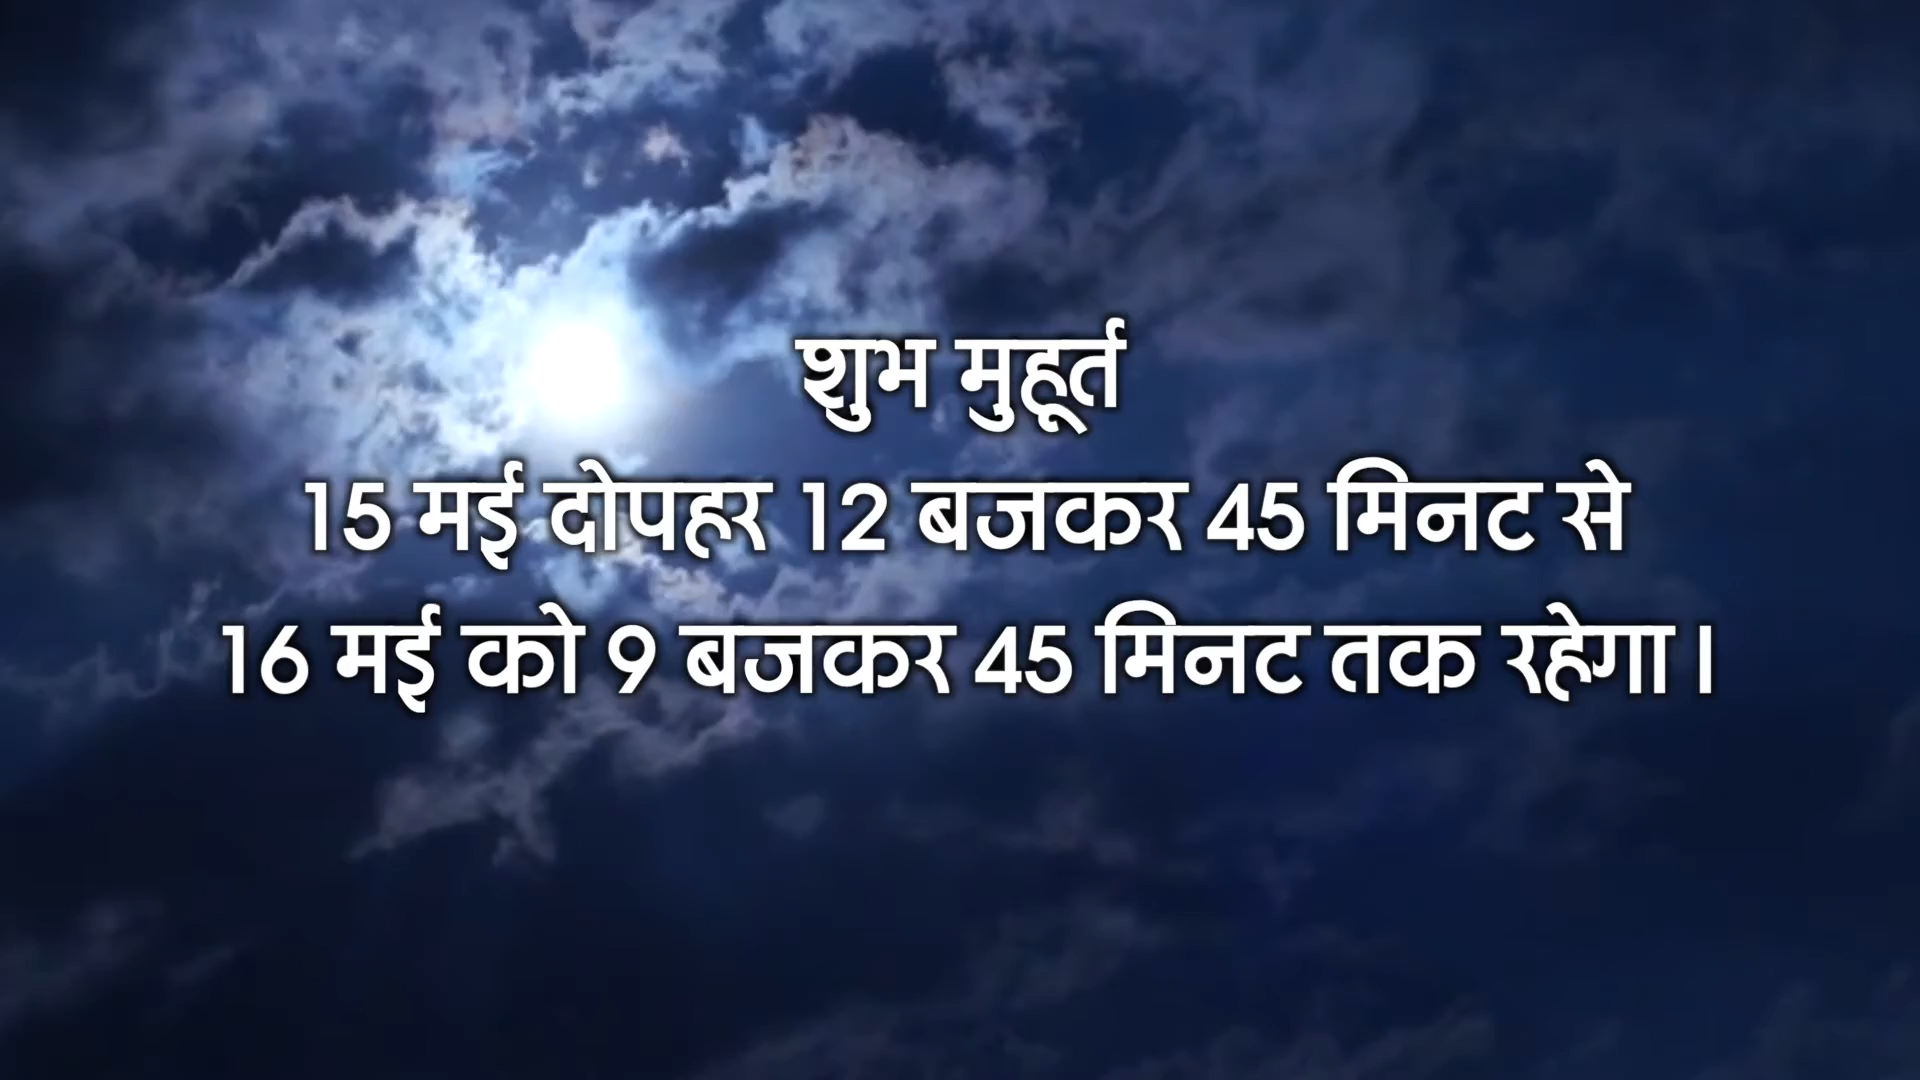 शुभ मुहूर्त
15 मई दोपहर 12 बजकर 45 मिनट से
16 मई को 9 बजकर 45 मिनट तक रहेगा।